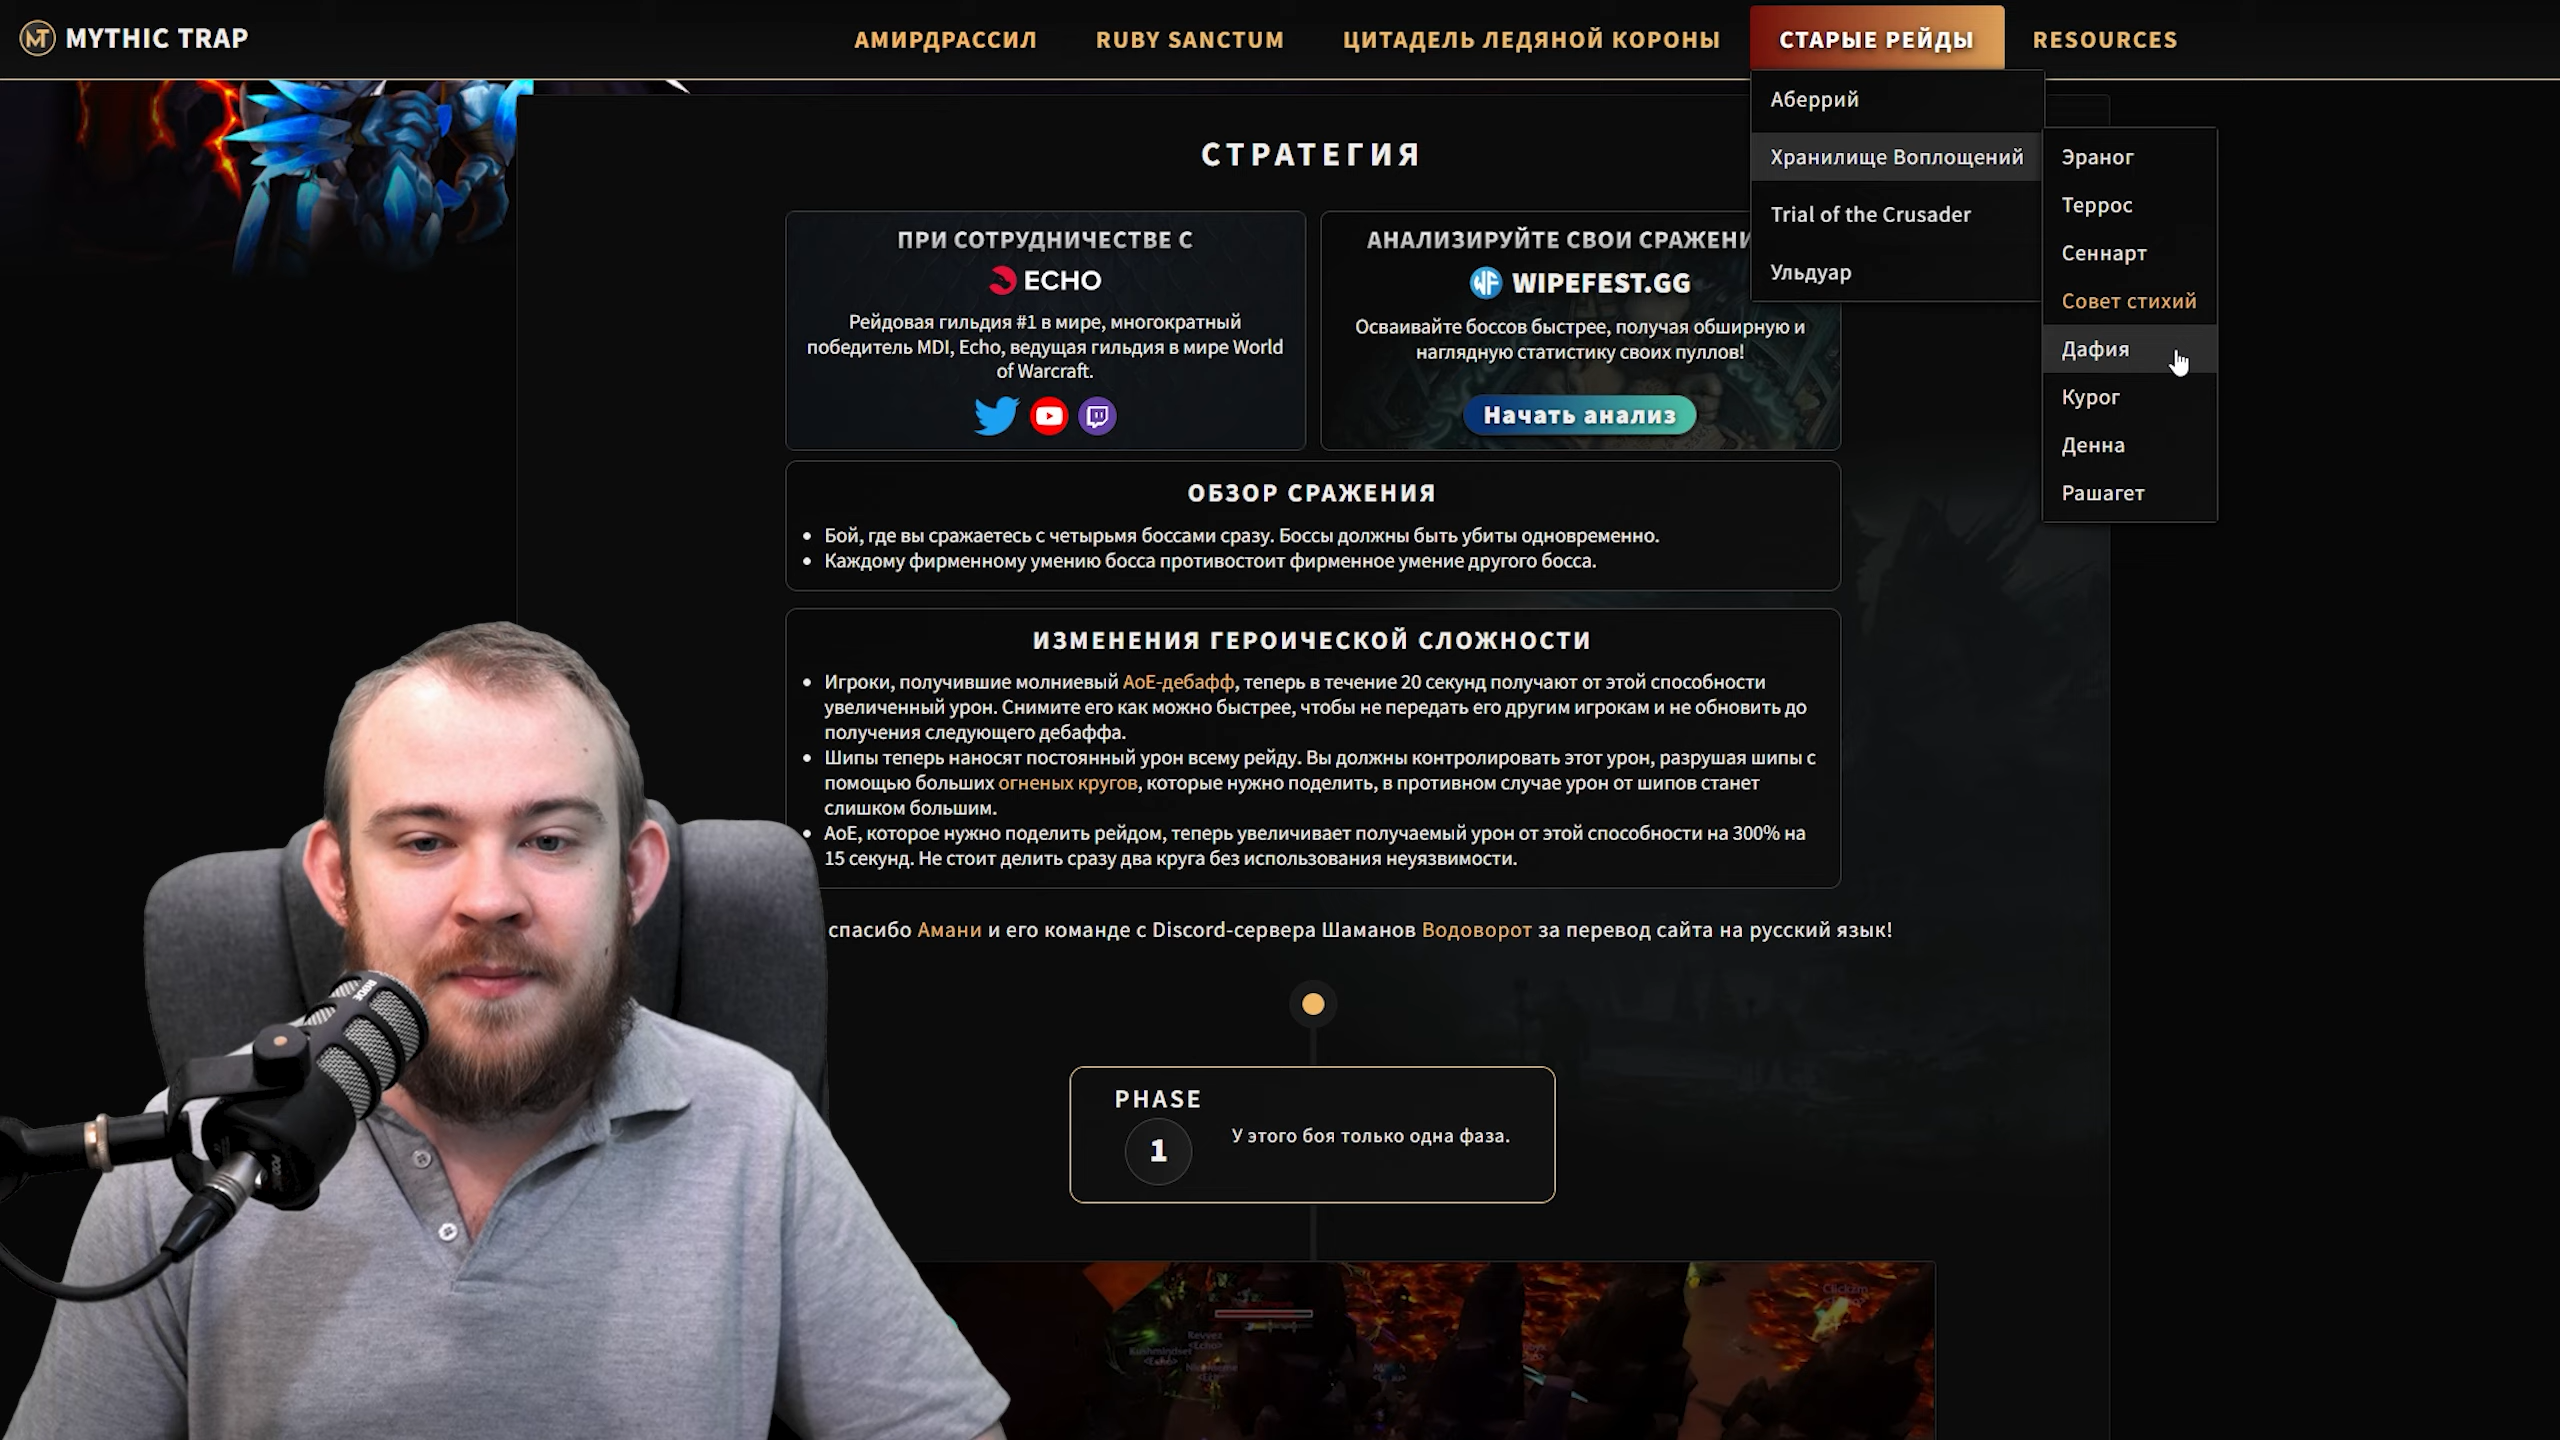 MYTHIC TRAP
АМИРДРАССИЛ
RUBY SANCTUM
ЦИТАДЕЛЬ ЛЕДЯНОЙ КОРОНЫ
СТАРЫЕ РЕЙДЫ
RESOURCES
Аберрий
Хранилище Воплощений
Trial of the Crusader
Ульдуар
Эраног
Террос
Сеннарт
Совет стихий
Дафия
Курог
Денна
Рашагет
СТРАТЕГИЯ
ПРИ СОТРУДНИЧЕСТВЕ С
ECHO
Рейдовая гильдия #1 в мире, многократный
победитель MDI, Echo, ведущая гильдия в мире World
of Warcraft.
АНАЛИЗИРУЙТЕ СВОИ СРАЖЕНИ
WF WIPEFEST.GG
Осваивайте боссов быстрее, получая обширную и
наглядную статистику своих пуллов!
Начать анализ
ОБЗОР СРАЖЕНИЯ
• Бой, где вы сражаетесь с четырьмя боссами сразу. Боссы должны быть убиты одновременно.
• Каждому фирменному умению босса противостоит фирменное умение другого босса.
ИЗМЕНЕНИЯ ГЕРОИЧЕСКОЙ СЛОЖНОСТИ
• Игроки, получившие молниевый AoE-дебафф, теперь в течение 20 секунд получают от этой способности
увеличенный урон. Снимите его как можно быстрее, чтобы не передать его другим игрокам и не обновить до
получения следующего дебаффа.
• Шипы теперь наносят постоянный урон всему рейду. Вы должны контролировать этот урон, разрушая шипы с
помощью больших огненых кругов, которые нужно поделить, в противном случае урон от шипов станет
слишком большим.
• АоЕ, которое нужно поделить рейдом, теперь увеличивает получаемый урон от этой способности на 300% на
15 секунд. Не стоит делить сразу два круга без использования неуязвимости.
спасибо Амани и его команде с Discord-сервера Шаманов Водоворот за перевод сайта на русский язык!
PHASE
1
У этого боя только одна фаза.
RØDE
Clickzm
Revvez
<Echo>